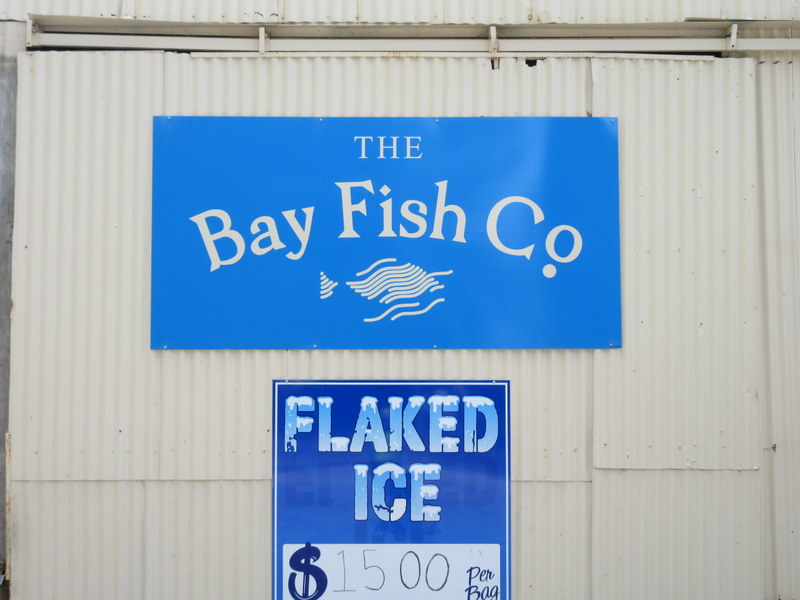 THE
Bay Fish Co
FLAKED
ICE
$ 15 00 Per
Bag